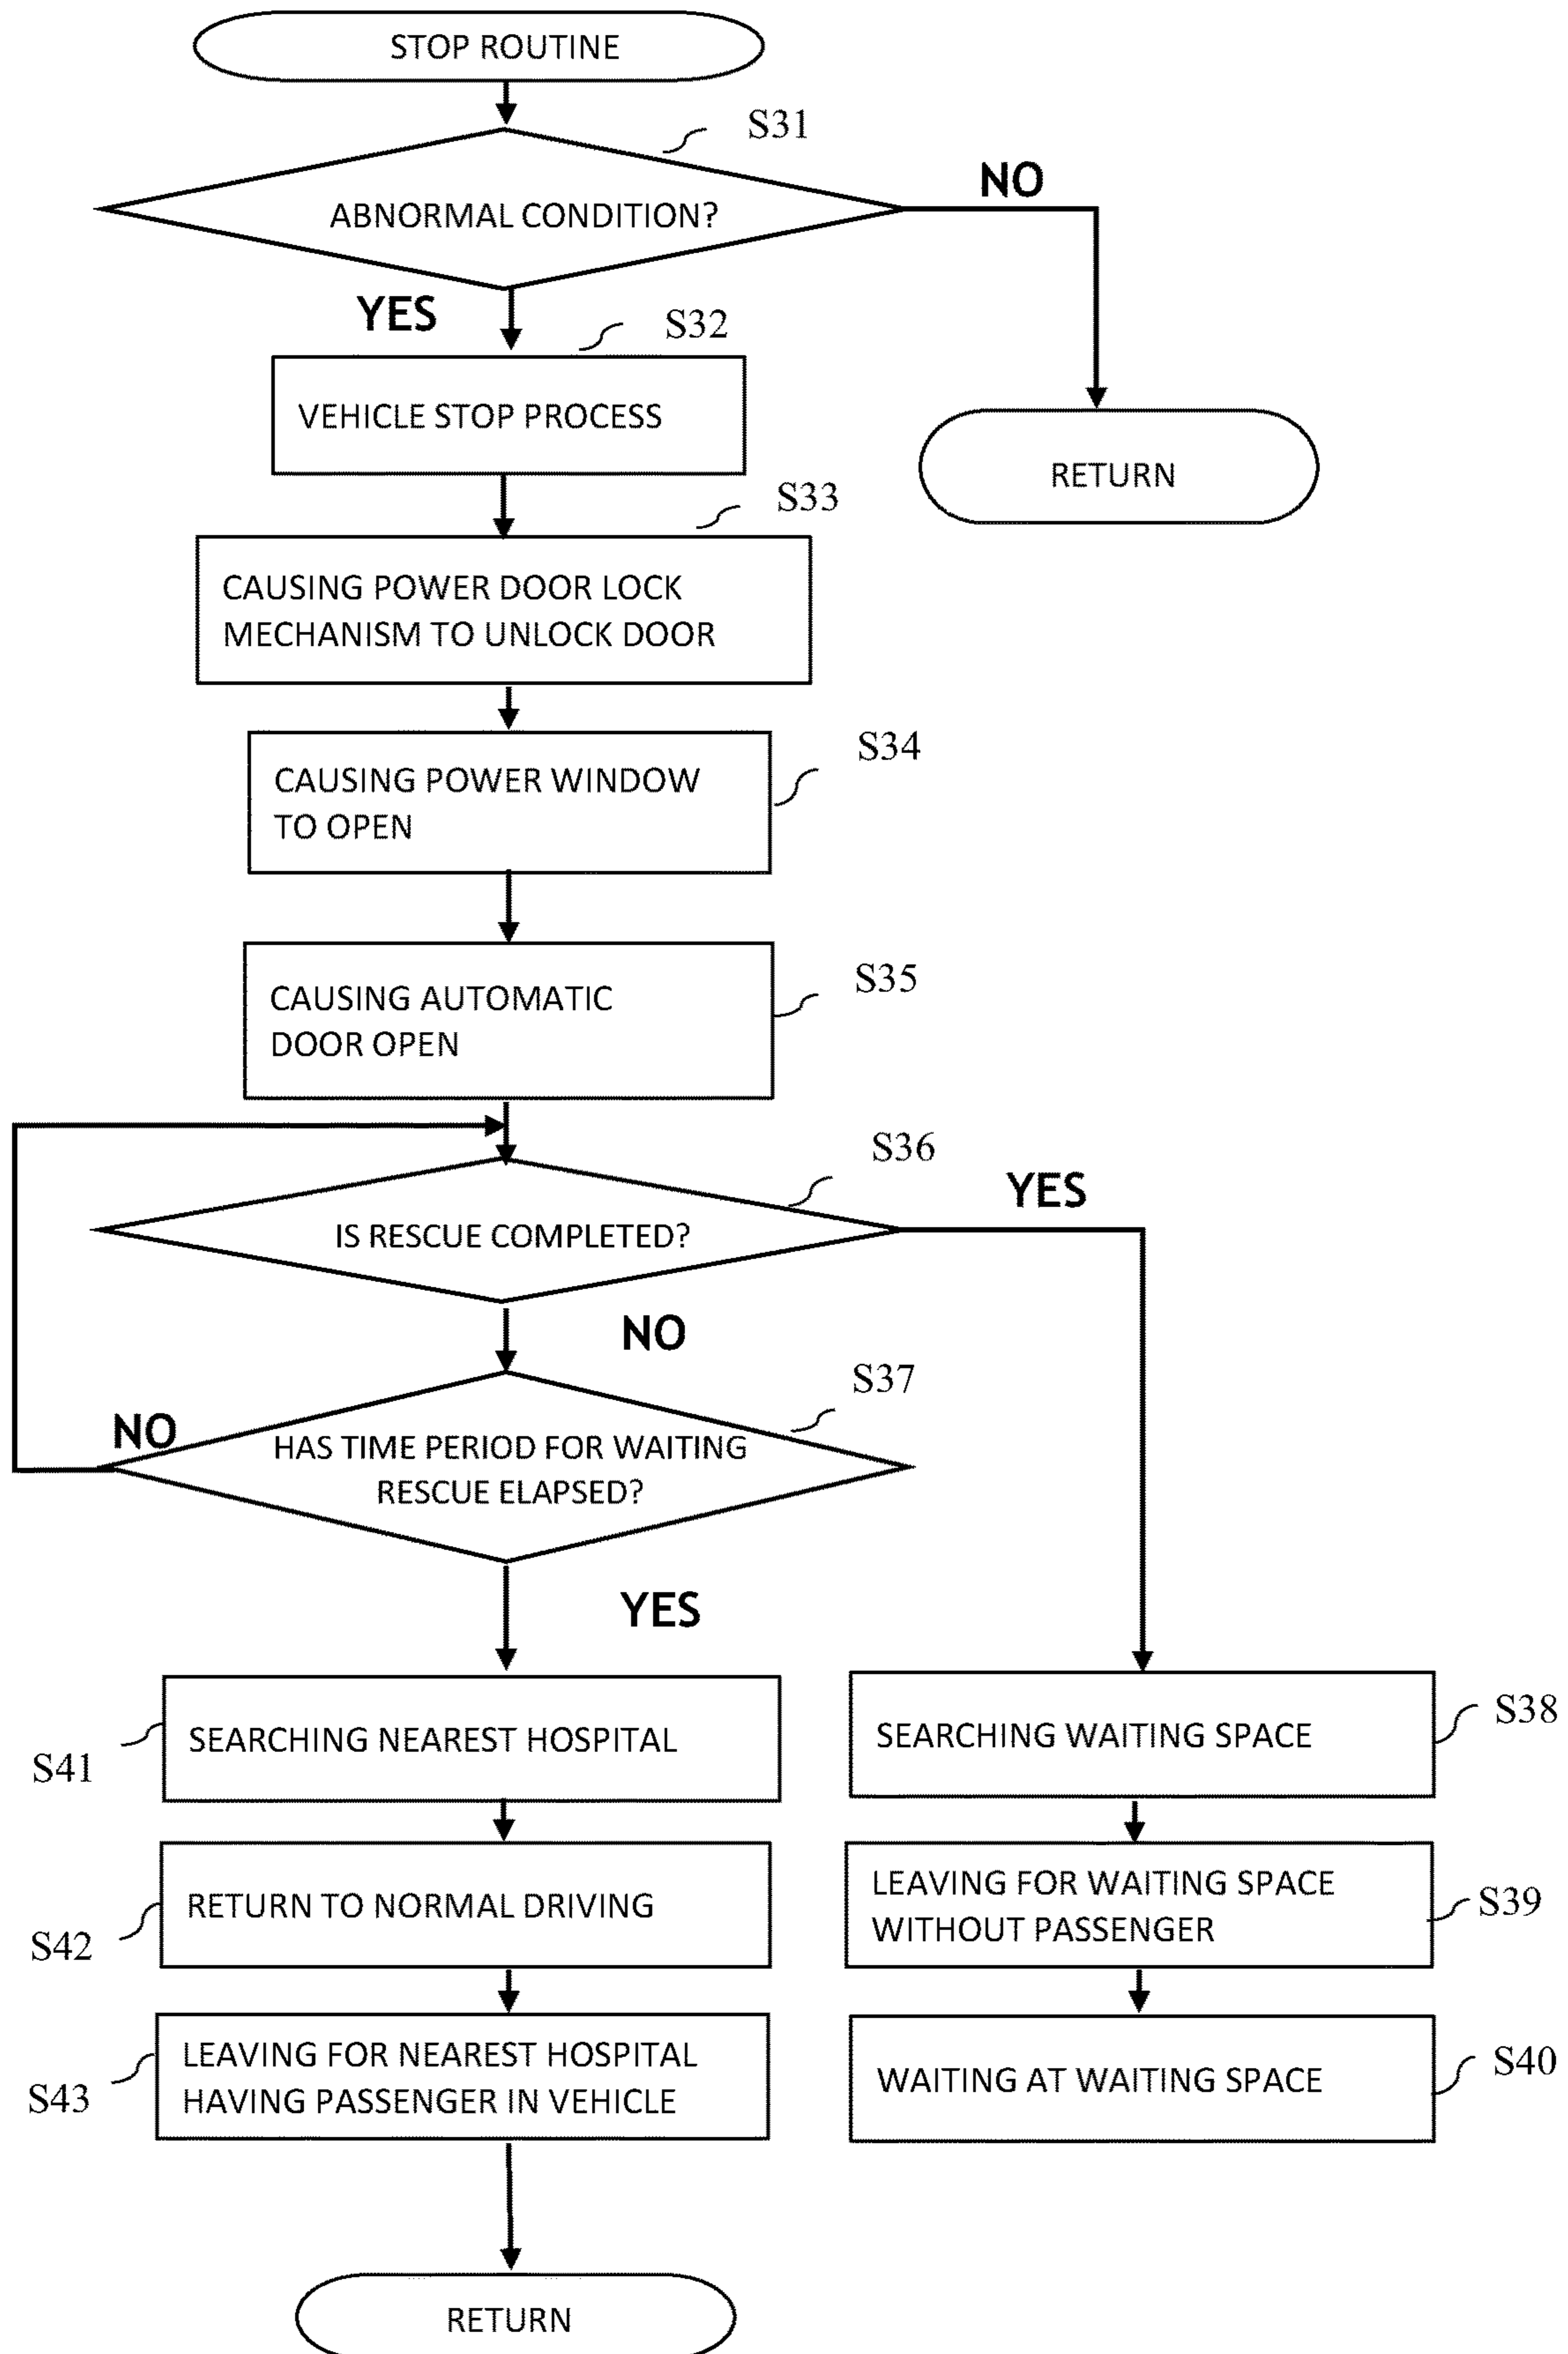 STOP ROUTINE
S31
ABNORMAL CONDITION?
NO
YES
S32
VEHICLE STOP PROCESS
RETURN
S33
CAUSING POWER DOOR LOCK
MECHANISM TO UNLOCK DOOR
S34
CAUSING POWER WINDOW
TO OPEN
S35
CAUSING AUTOMATIC
DOOR OPEN
S36
YES
IS RESCUE COMPLETED?
NO
S37
NO
HAS TIME PERIOD FOR WAITING
RESCUE ELAPSED?
YES
SEARCHING NEAREST HOSPITAL
S41
SEARCHING WAITING SPACE
S38
RETURN TO NORMAL DRIVING
S42
LEAVING FOR WAITING SPACE
WITHOUT PASSENGER
S39
LEAVING FOR NEAREST HOSPITAL
HAVING PASSENGER IN VEHICLE
S43
WAITING AT WAITING SPACE
S40
RETURN